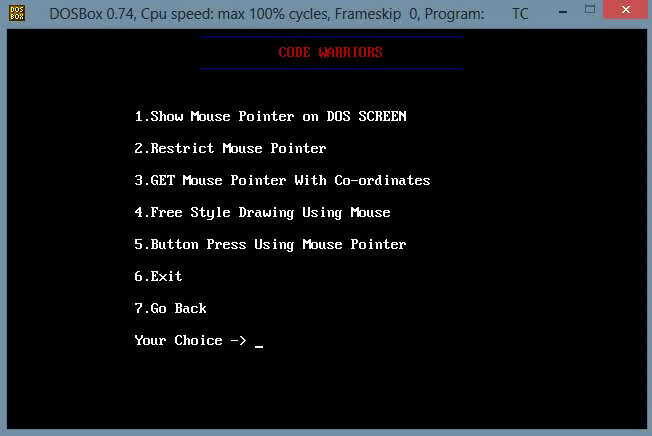 DOS BOX DOSBox 0.74, Cpu speed: max 100% cycles, Frameskip 0, Program: TC
CODE WARRIORS
1.Show Mouse Pointer on DOS SCREEN
2.Restrict Mouse Pointer
3.GET Mouse Pointer With Co-ordinates
4.Free Style Drawing Using Mouse
5.Button Press Using Mouse Pointer
6.Exit
7.Go Back
Your Choice -> _